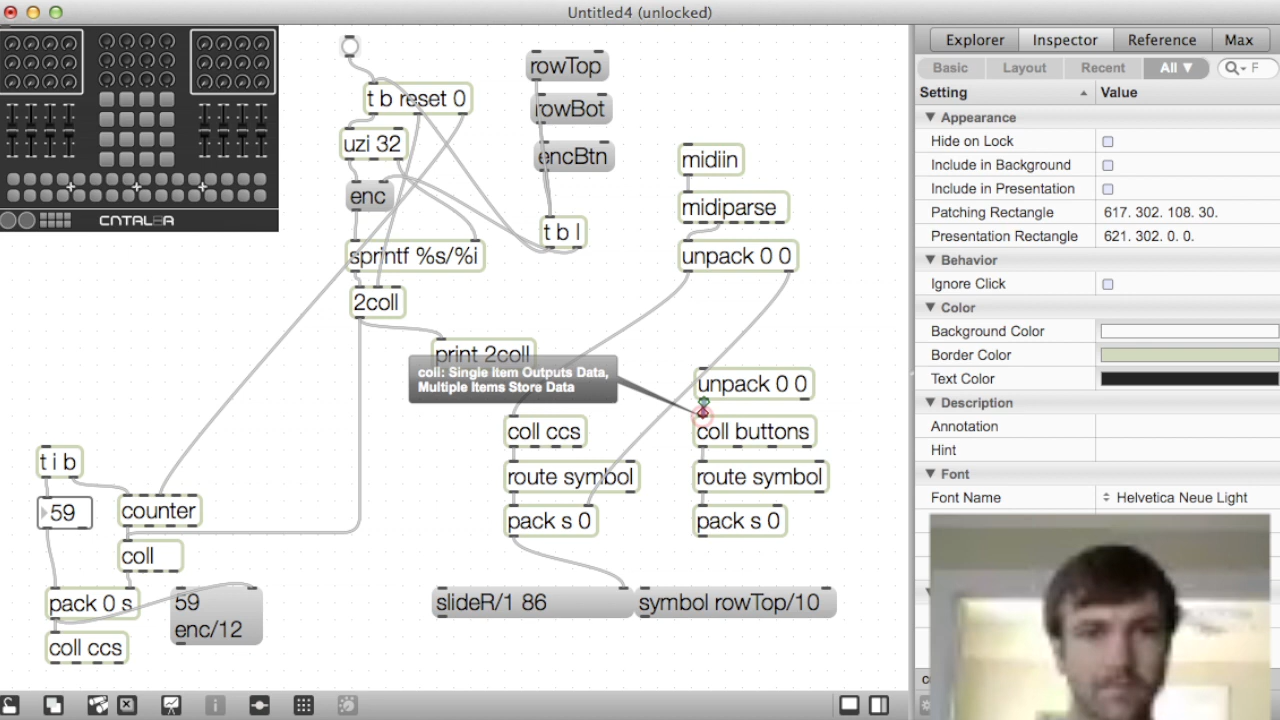 Untitled4 (unlocked)
CNTRL:R
t b reset 0
uzi 32
enc
sprintf %s/%i
2coll
print 2coll
rowTop
rowBot
encBtn
t b l
midiin
midiparse
unpack 0 0
coll: Single Item Outputs Data,
Multiple Items Store Data
unpack 0 0
coll ccs
coll buttons
route symbol
route symbol
pack s 0
pack s 0
slideR/1 86
symbol rowTop/10
t i b
59
counter
coll
pack 0 s
59
enc/12
coll ccs
Explorer
Inspector
Reference
Max
Basic
Layout
Recent
All ▼
F
Setting
Value
Appearance
Hide on Lock
Include in Background
Include in Presentation
Patching Rectangle
617. 302. 108. 30.
Presentation Rectangle
621. 302. 0. 0.
Behavior
Ignore Click
Color
Background Color
Border Color
Text Color
Description
Annotation
Hint
Font
Font Name
Helvetica Neue Light